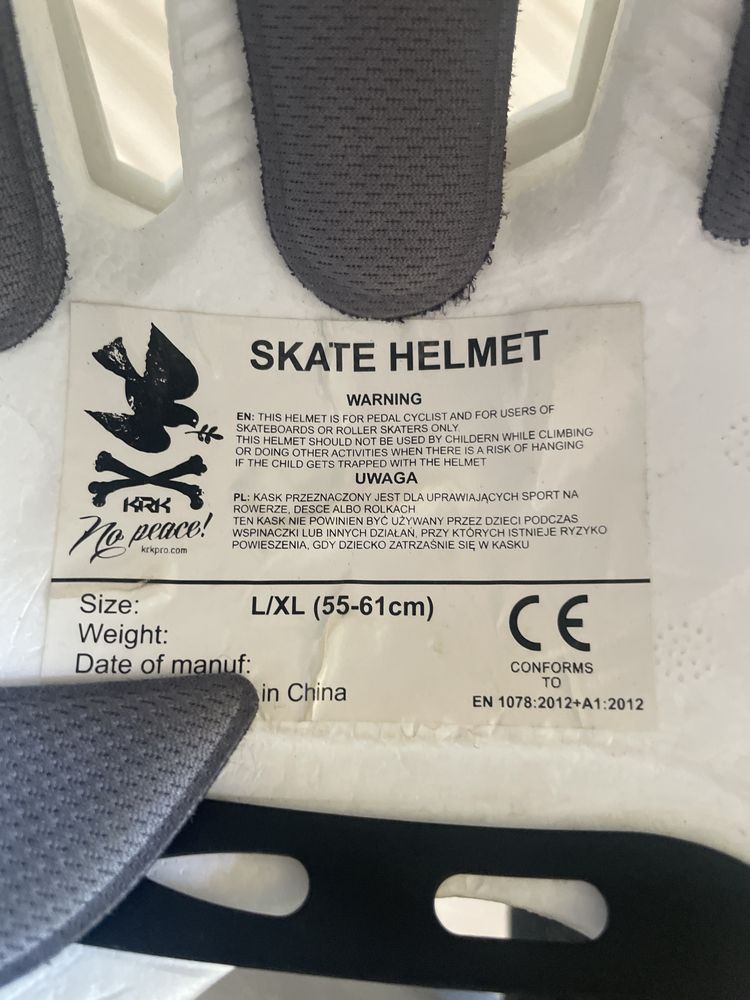 SKATE HELMET
WARNING
EN: THIS HELMET IS FOR PEDAL CYCLIST AND FOR USERS OF
SKATEBOARDS OR ROLLER SKATERS ONLY.
THIS HELMET SHOULD NOT BE USED BY CHILDERN WHILE CLIMBING
OR DOING OTHER ACTIVITIES WHEN THERE IS A RISK OF HANGING
IF THE CHILD GETS TRAPPED WITH THE HELMET
UWAGA
PL: KASK PRZEZNACZONY JEST DLA UPRAWIAJĄCYCH SPORT NA
ROWERZE, DESCE ALBO ROLKACH
TEN KASK NIE POWINIEN BYĆ UŻYWANY PRZEZ DZIECI PODCZAS
WSPINACZKI LUB INNYCH DZIAŁAŃ, PRZY KTÓRYCH ISTNIEJE RYZYKO
POWIESZENIA, GDY DZIECKO ZATRZAŚNIE SIĘ W KASKU
KRK
No peace!
krkpro.com
Size: L/XL (55-61cm)
Weight:
Date of manuf:
in China
CE
CONFORMS
TO
EN 1078:2012+A1:2012